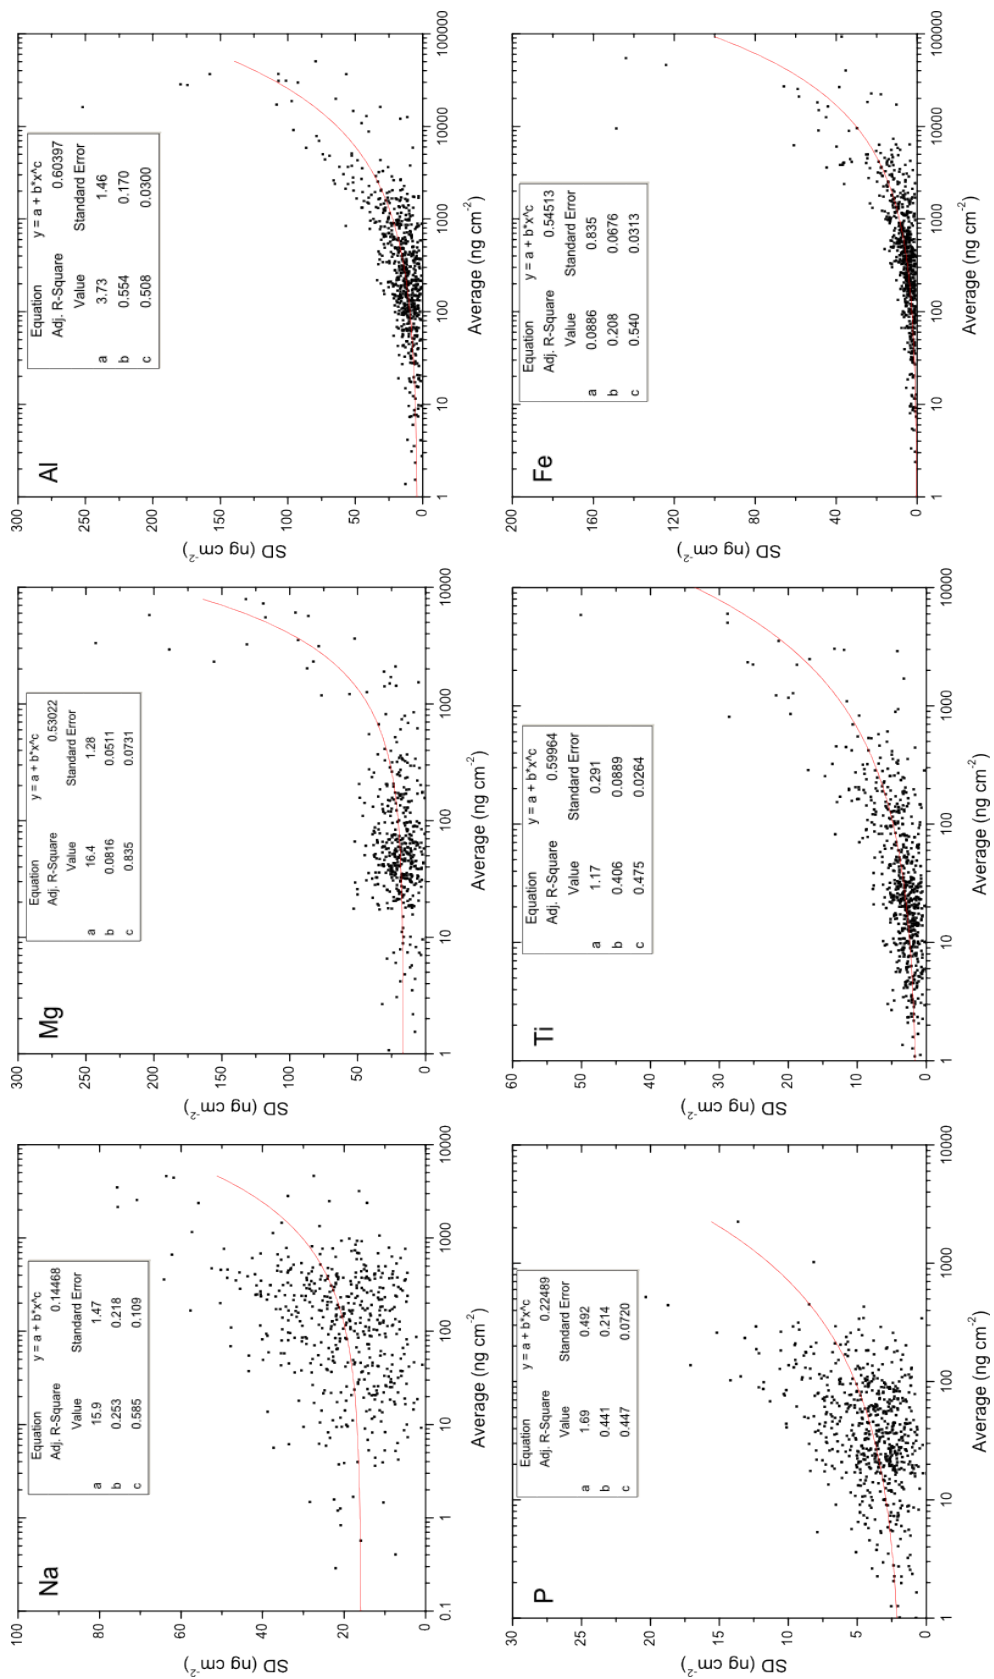 Na
Equation y = a + b*x^c
Adj. R-Square 0.14468
Value Standard Error
a 15.9 1.47
b 0.253 0.218
c 0.585 0.109
100
80
60
40
20
0
SD (ng cm⁻²)
0.1 1 10 100 1000 10000
Average (ng cm⁻²)
Mg
Equation y = a + b*x^c
Adj. R-Square 0.53022
Value Standard Error
a 16.4 1.28
b 0.0816 0.0511
c 0.835 0.0731
300
250
200
150
100
50
0
SD (ng cm⁻²)
1 10 100 1000 10000
Average (ng cm⁻²)
Al
Equation y = a + b*x^c
Adj. R-Square 0.60397
Value Standard Error
a 3.73 1.46
b 0.554 0.170
c 0.508 0.0300
300
250
200
150
100
50
0
SD (ng cm⁻²)
1 10 100 1000 10000 100000
Average (ng cm⁻²)
P
Equation y = a + b*x^c
Adj. R-Square 0.22489
Value Standard Error
a 1.69 0.492
b 0.441 0.214
c 0.447 0.0720
30
25
20
15
10
5
0
SD (ng cm⁻²)
1 10 100 1000 10000
Average (ng cm⁻²)
Ti
Equation y = a + b*x^c
Adj. R-Square 0.59964
Value Standard Error
a 1.17 0.291
b 0.406 0.0889
c 0.475 0.0264
60
50
40
30
20
10
0
SD (ng cm⁻²)
1 10 100 1000 10000
Average (ng cm⁻²)
Fe
Equation y = a + b*x^c
Adj. R-Square 0.54513
Value Standard Error
a 0.0886 0.835
b 0.208 0.0676
c 0.540 0.0313
200
160
120
80
40
0
SD (ng cm⁻²)
1 10 100 1000 10000 100000
Average (ng cm⁻²)